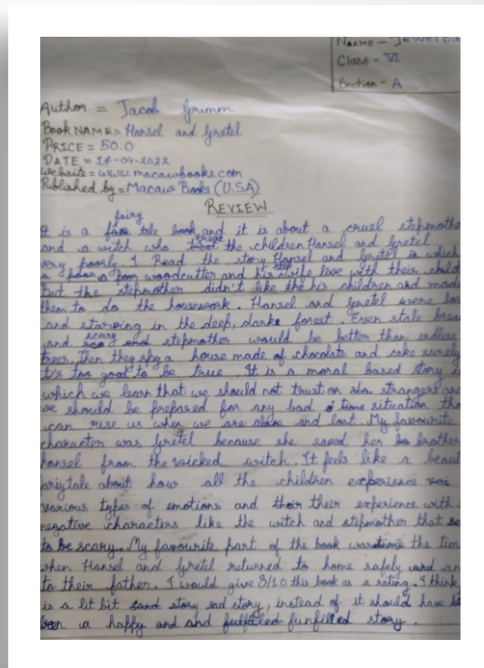 NAME - Jewel
Class - VI
Section - A
Author = Jacob Grimm
Book NAME = Hansel and Gretel
PRICE = 50.0
DATE = 14-04-2022
Website = www.macawbooks.com
Published by = Macaw Books (U.S.A)
REVIEW
It is a fairy tale book and it is about a cruel stepmothe
and a witch who treat the children Hansel and Gretel
very poorly. I Read the story Hansel and Gretel in which
a poor woodcutter and his wife live with their child
But the stepmother didn't like the his children and made
them to do the housework. Hansel and Gretel were los
and starving in the deep, dark forest. Even stale brea
and scary stepmother would be better than endless
trees. Then they spy a house made of chocolate and cake surely
it's too good to be true It is a moral based story
which we learn that we should not trust on strangers and
we should be prepared for any bad time situation tha
can rise us when we are alone and lost. My favourite
character was Gretel because she saved her brother
hansel from the wicked witch. It feels like a beaut
ariytale about how all the children experience
various types of emotions and their experience with
negative characters like the witch and stepmother that
to be scary. My favourite part of the book was the time
when Hansel and Gretel returned to home safely and
to their father. I would give 8/10 this book as a rating. I think
is a lit bit sad story, instead of it should have
been a happy and funfilled story.